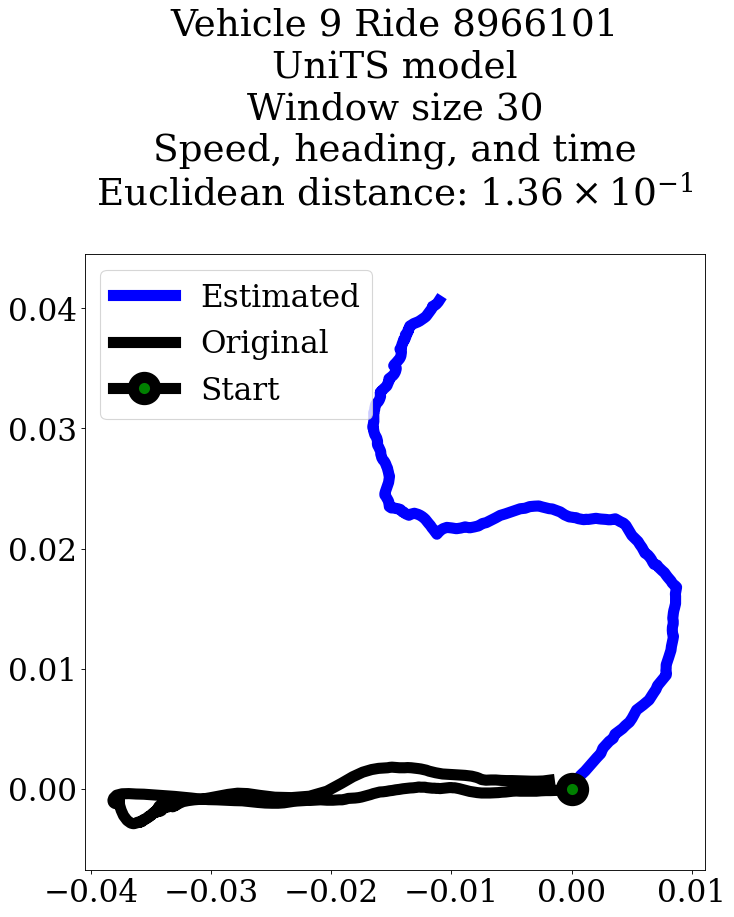 Vehicle 9 Ride 8966101
UniTS model
Window size 30
Speed, heading, and time
Euclidean distance: 1.36 × 10⁻¹
Estimated
Original
Start
0.04
0.03
0.02
0.01
0.00
−0.04 −0.03 −0.02 −0.01 0.00 0.01